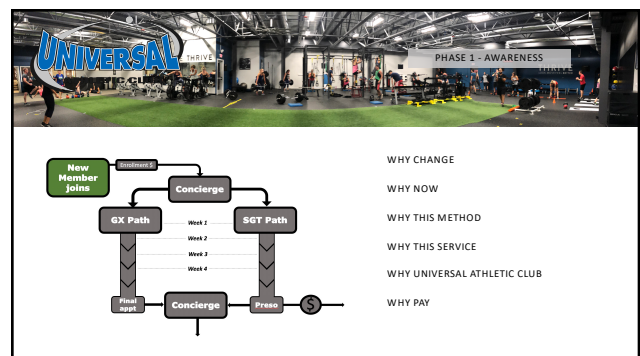 UNIVERSAL
THRIVE
PHASE 1 - AWARENESS
THRIVE
New
Member
joins
Enrollment $
Concierge
GX Path
SGT Path
Week 1
Week 2
Week 3
Week 4
Final
appt
Concierge
Preso
$
WHY CHANGE
WHY NOW
WHY THIS METHOD
WHY THIS SERVICE
WHY UNIVERSAL ATHLETIC CLUB
WHY PAY